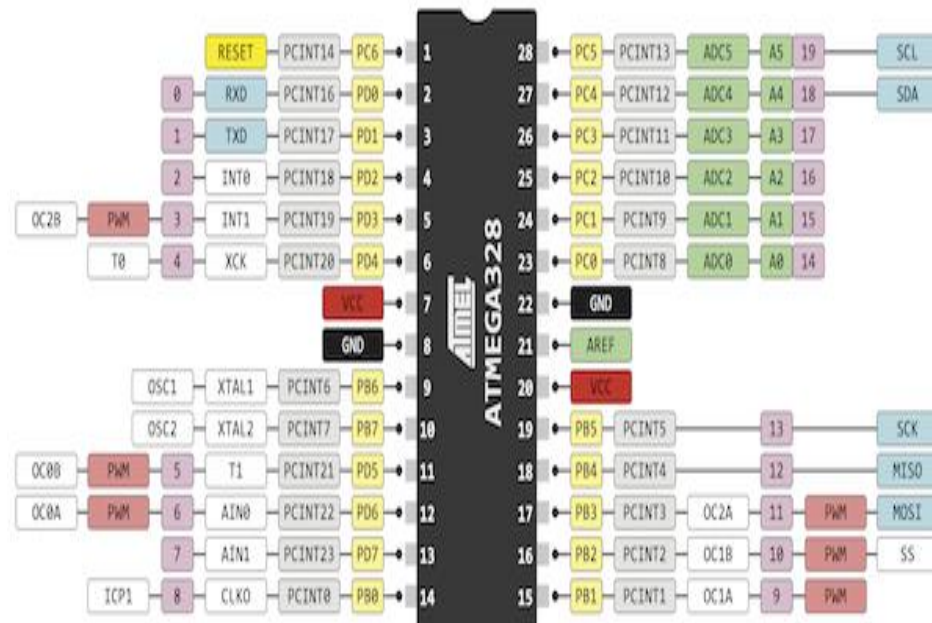 RESET PCINT14 PC6 1 28 PC5 PCINT13 ADC5 A5 19 SCL
0 RXD PCINT16 PD0 2 27 PC4 PCINT12 ADC4 A4 18 SDA
1 TXD PCINT17 PD1 3 26 PC3 PCINT11 ADC3 A3 17
2 INT0 PCINT18 PD2 4 25 PC2 PCINT10 ADC2 A2 16
OC2B PWM 3 INT1 PCINT19 PD3 5 24 PC1 PCINT9 ADC1 A1 15
T0 4 XCK PCINT20 PD4 6 23 PC0 PCINT8 ADC0 A0 14
VCC 7 22 GND
GND 8 21 AREF
OSC1 XTAL1 PCINT6 PB6 9 20 VCC
OSC2 XTAL2 PCINT7 PB7 10 19 PB5 PCINT5 13 SCK
OC0B PWM 5 T1 PCINT21 PD5 11 18 PB4 PCINT4 12 MISO
OC0A PWM 6 AIN0 PCINT22 PD6 12 17 PB3 PCINT3 OC2A 11 PWM MOSI
7 AIN1 PCINT23 PD7 13 16 PB2 PCINT2 OC1B 10 PWM SS
ICP1 8 CLKO PCINT0 PB0 14 15 PB1 PCINT1 OC1A 9 PWM
ATMEL
ATMEGA328